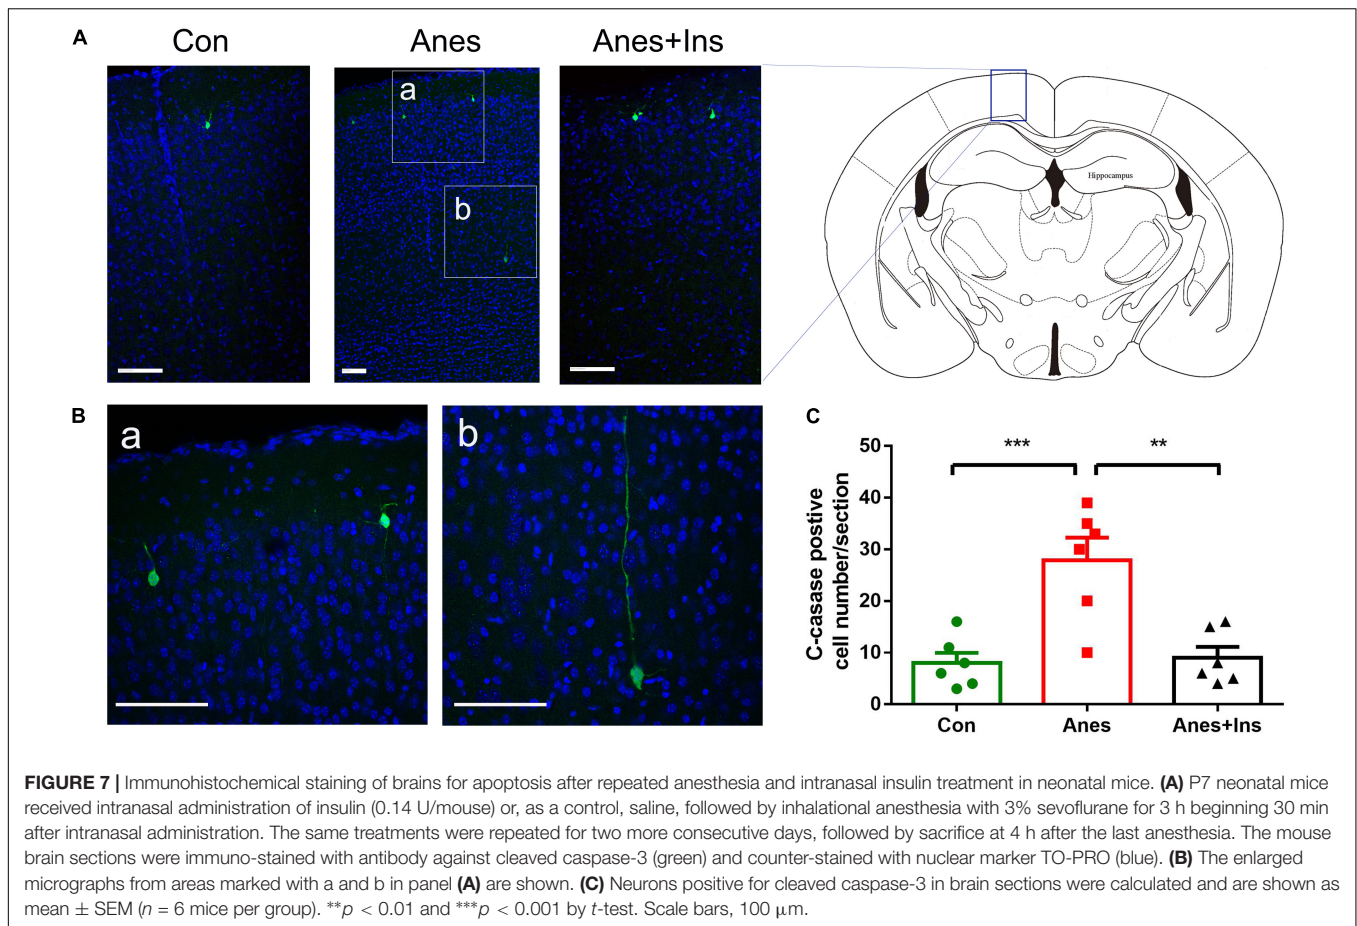 A
Con
Anes
Anes+Ins
a
b
Hippocampus
B
a
b
C
C-casase postive
cell number/section
50
40
30
20
10
0
***
**
Con
Anes
Anes+Ins
FIGURE 7 | Immunohistochemical staining of brains for apoptosis after repeated anesthesia and intranasal insulin treatment in neonatal mice. (A) P7 neonatal mice
received intranasal administration of insulin (0.14 U/mouse) or, as a control, saline, followed by inhalational anesthesia with 3% sevoflurane for 3 h beginning 30 min
after intranasal administration. The same treatments were repeated for two more consecutive days, followed by sacrifice at 4 h after the last anesthesia. The mouse
brain sections were immuno-stained with antibody against cleaved caspase-3 (green) and counter-stained with nuclear marker TO-PRO (blue). (B) The enlarged
micrographs from areas marked with a and b in panel (A) are shown. (C) Neurons positive for cleaved caspase-3 in brain sections were calculated and are shown as
mean ± SEM (n = 6 mice per group). **p < 0.01 and ***p < 0.001 by t-test. Scale bars, 100 μm.